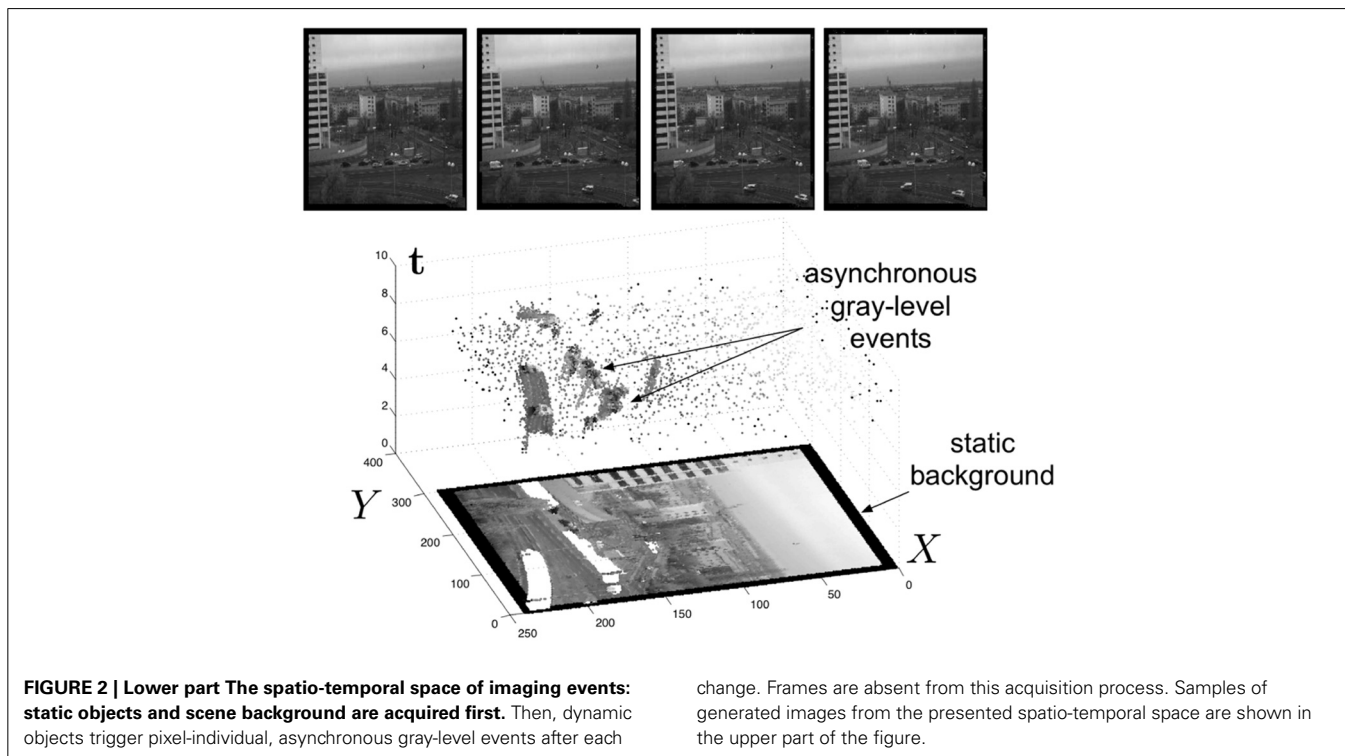 t
10
8
6
4
2
0
asynchronous
gray-level
events
static
background
400
300
200
100
0
Y
250
200
150
100
50
0
X
FIGURE 2 | Lower part The spatio-temporal space of imaging events:
static objects and scene background are acquired first. Then, dynamic
objects trigger pixel-individual, asynchronous gray-level events after each
change. Frames are absent from this acquisition process. Samples of
generated images from the presented spatio-temporal space are shown in
the upper part of the figure.